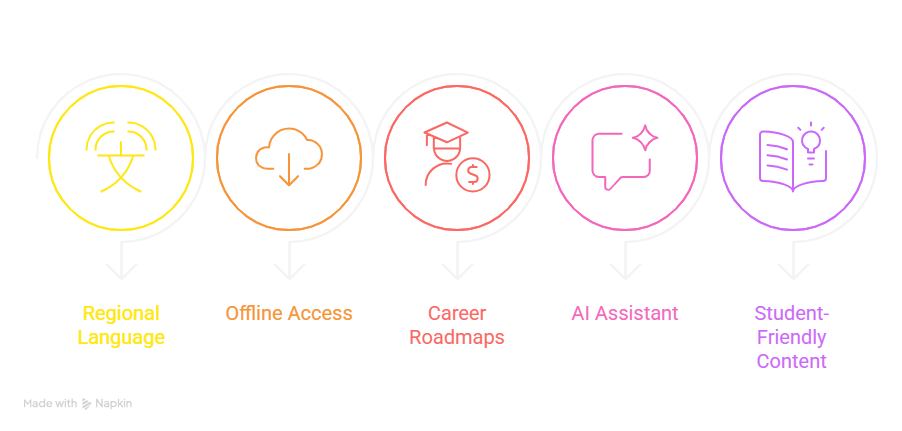 Regional
Language
Offline Access
Career
Roadmaps
AI Assistant
Student-
Friendly
Content
$
Made with Napkin